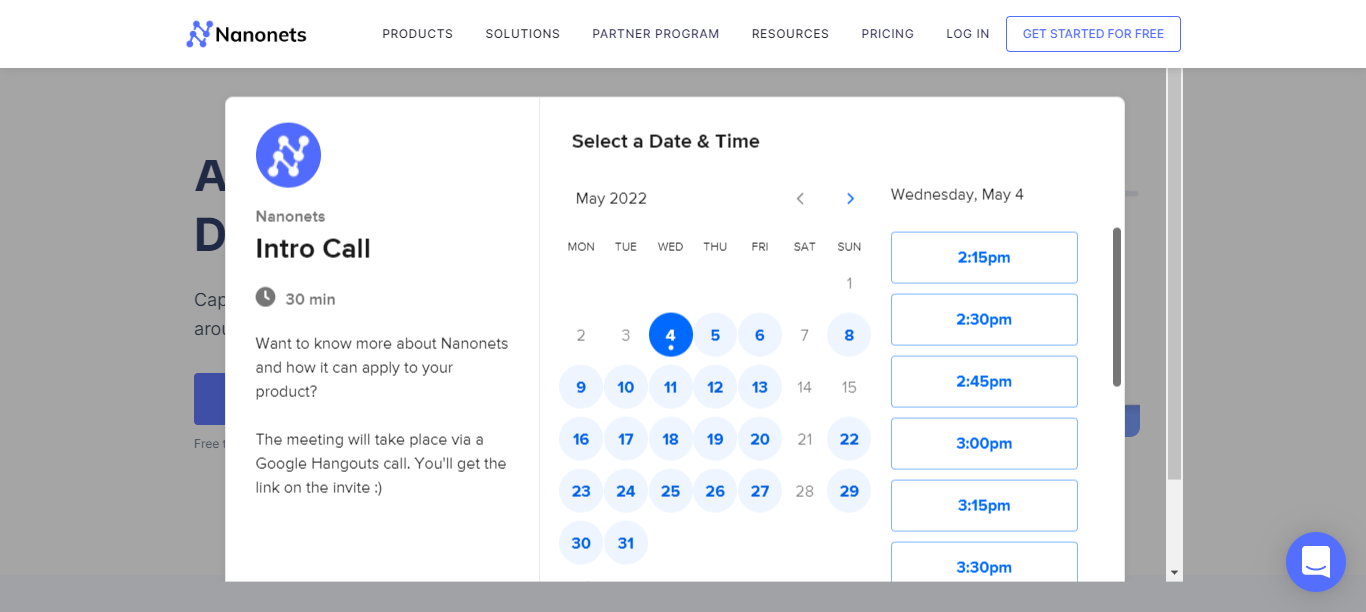 Nanonets
PRODUCTS
SOLUTIONS
PARTNER PROGRAM
RESOURCES
PRICING
LOG IN
GET STARTED FOR FREE
Nanonets
Intro Call
30 min
Want to know more about Nanonets
and how it can apply to your
product?
The meeting will take place via a
Google Hangouts call. You'll get the
link on the invite :)
Select a Date & Time
May 2022
MON TUE WED THU FRI SAT SUN
1
2 3 4 5 6 7 8
9 10 11 12 13 14 15
16 17 18 19 20 21 22
23 24 25 26 27 28 29
30 31
Wednesday, May 4
2:15pm
2:30pm
2:45pm
3:00pm
3:15pm
3:30pm